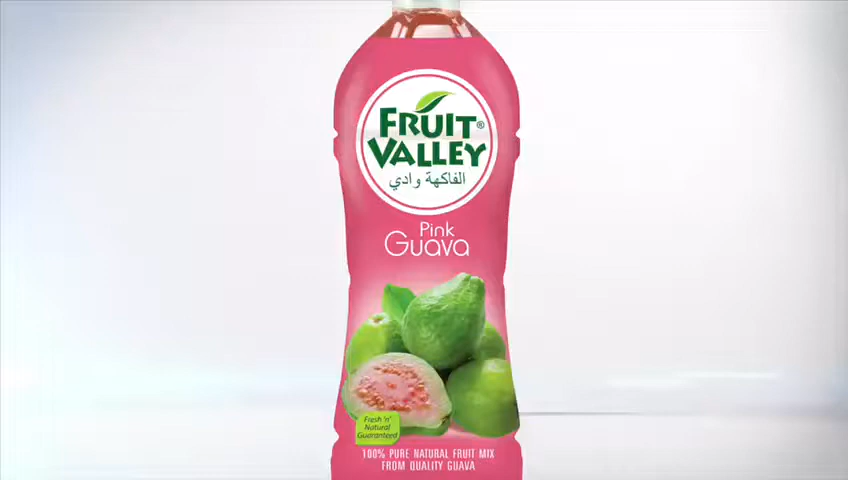 FRUIT®
VALLEY
الفاكهة وادي
Pink
Guava
Fresh 'n'
Natural
Guaranteed
100% PURE NATURAL FRUIT MIX
FROM QUALITY GUAVA